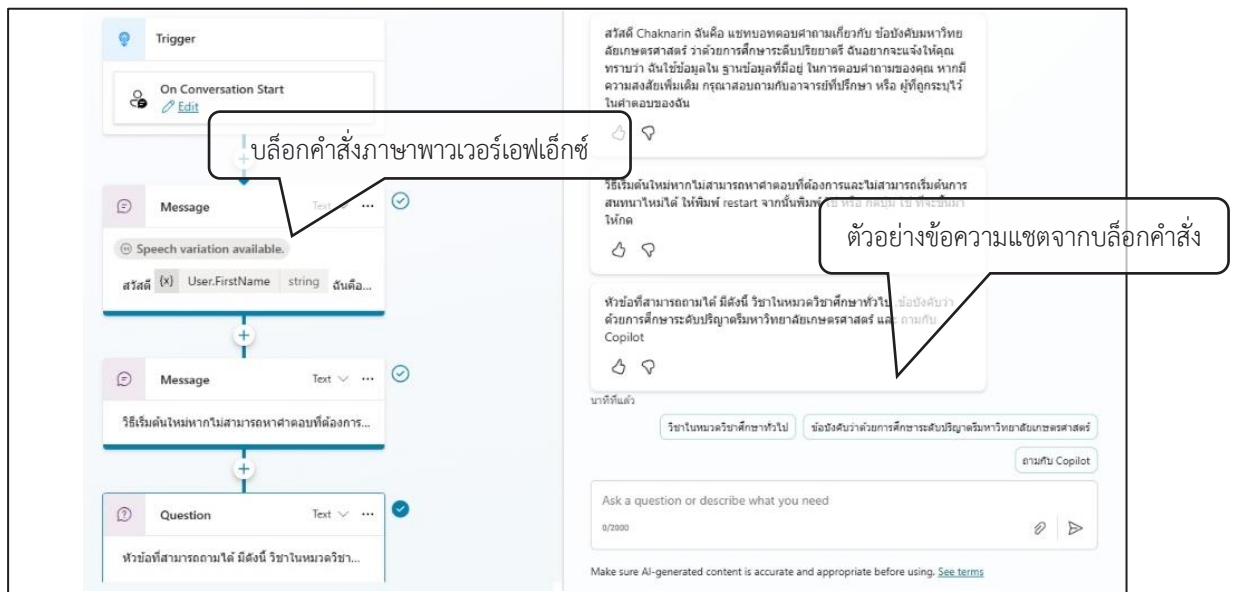 Trigger
On Conversation Start
Edit
บล็อกคำสั่งภาษาพาวเวอร์เอฟเอ็กซ์
Message
Text
Speech variation available.
สวัสดี {x} User.FirstName string ฉันคือ...
Message
Text
วิธีเริ่มต้นใหม่หากไม่สามารถหาคำตอบที่ต้องการ...
Question
Text
หัวข้อที่สามารถถามได้ มีดังนี้ วิชาในหมวดวิชา...
สวัสดี Chaknarin ฉันคือ แชทบอทตอบคำถามเกี่ยวกับ ข้อบังคับมหาวิทย
าลัยเกษตรศาสตร์ ว่าด้วยการศึกษาระดับปริญญาตรี ฉันอยากจะแจ้งให้คุณ
ทราบว่า ฉันใช้ข้อมูลใน ฐานข้อมูลที่มีอยู่ ในการตอบคำถามของคุณ หากมี
ความสงสัยเพิ่มเติม กรุณาสอบถามกับอาจารย์ที่ปรึกษา หรือ ผู้ที่ถูกระบุไว้
ในคำตอบของฉัน
วิธีเริ่มต้นใหม่หากไม่สามารถหาคำตอบที่ต้องการและไม่สามารถเริ่มต้นการ
สนทนาใหม่ได้ ให้พิมพ์ restart จากนั้นพิมพ์ ใช่ หรือ กดปุ่ม ใช่ ที่จะขึ้นมา
ให้กด
ตัวอย่างข้อความแชตจากบล็อกคำสั่ง
หัวข้อที่สามารถถามได้ มีดังนี้ วิชาในหมวดวิชาศึกษาทั่วไป ,ข้อบังคับว่า
ด้วยการศึกษาระดับปริญญาตรีมหาวิทยาลัยเกษตรศาสตร์ และ ถามกับ
Copilot
นาทีที่แล้ว
วิชาในหมวดวิชาศึกษาทั่วไป
ข้อบังคับว่าด้วยการศึกษาระดับปริญญาตรีมหาวิทยาลัยเกษตรศาสตร์
ถามกับ Copilot
Ask a question or describe what you need
0/2000
Make sure AI-generated content is accurate and appropriate before using. See terms